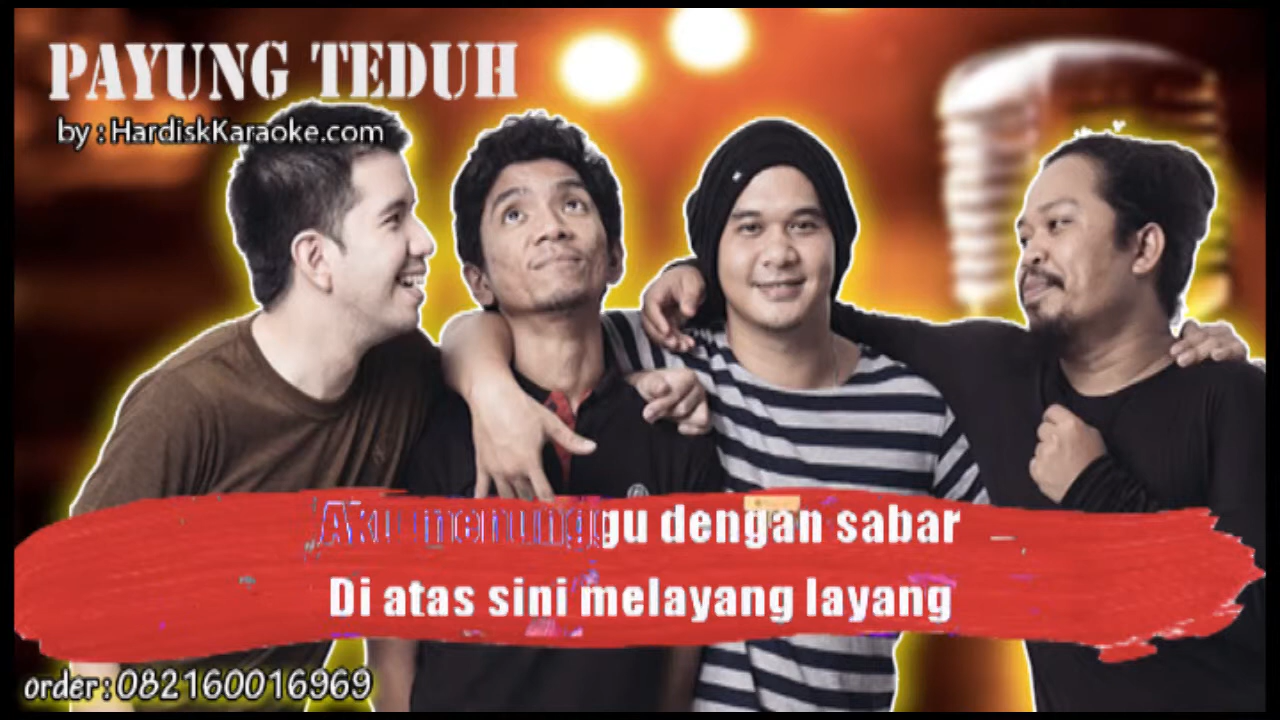 PAYUNG TEDUH
by : HardiskKaraoke.com
Aku menunggu dengan sabar
Di atas sini melayang layang
order : 082160016969